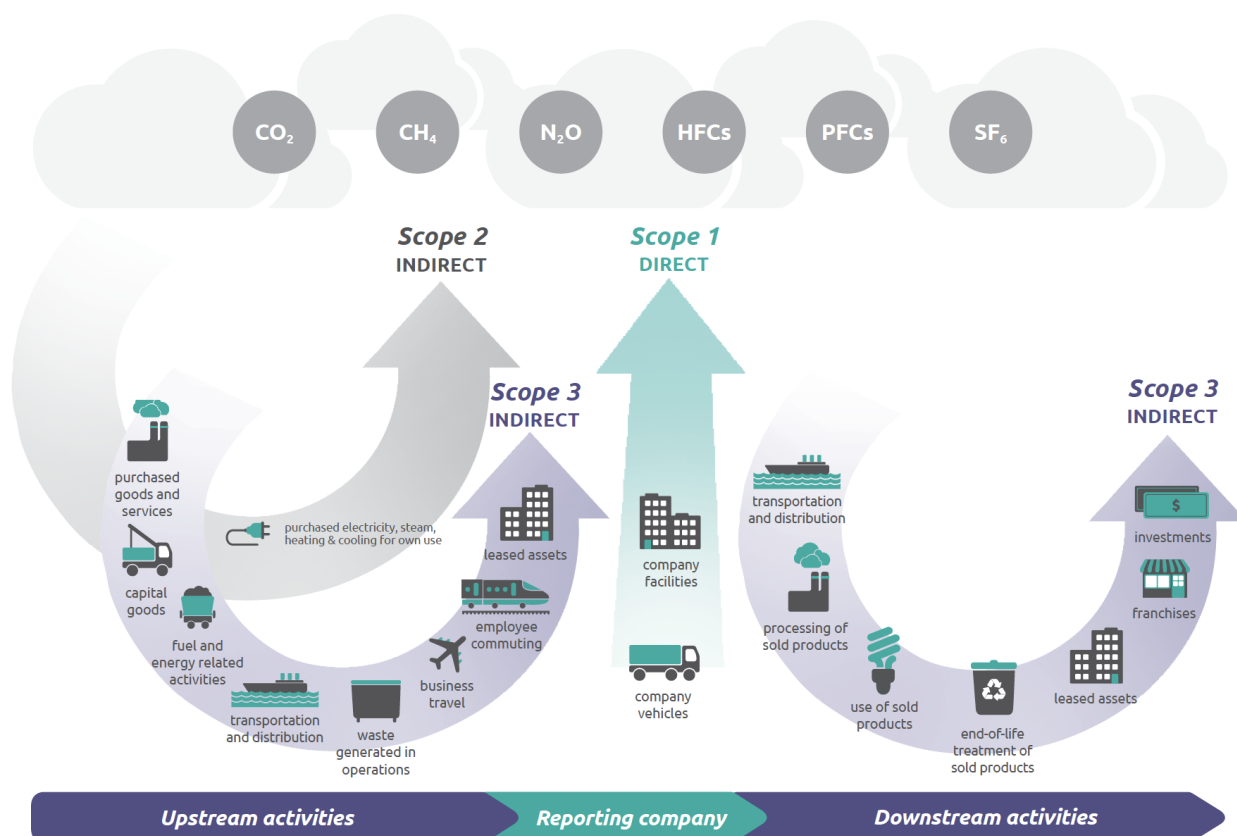 CO₂
CH₄
N₂O
HFCs
PFCs
SF₆
Scope 2
INDIRECT
Scope 1
DIRECT
Scope 3
INDIRECT
Scope 3
INDIRECT
purchased
goods and
services
capital
goods
fuel and
energy related
activities
purchased electricity, steam,
heating & cooling for own use
transportation
and distribution
waste
generated in
operations
business
travel
employee
commuting
leased assets
company
facilities
company
vehicles
transportation
and distribution
processing of
sold products
use of sold
products
end-of-life
treatment of
sold products
leased assets
franchises
$
investments
Upstream activities
Reporting company
Downstream activities